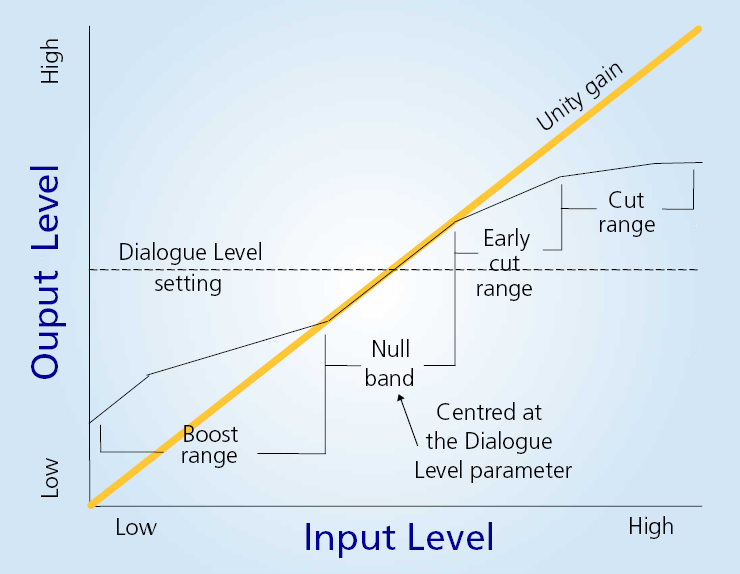 High
Unity gain
Cut
range
Early
cut
range
Dialogue Level
setting
Ouput Level
Null
band
Centred at
the Dialogue
Level parameter
Boost
range
Low
Low
Input Level
High